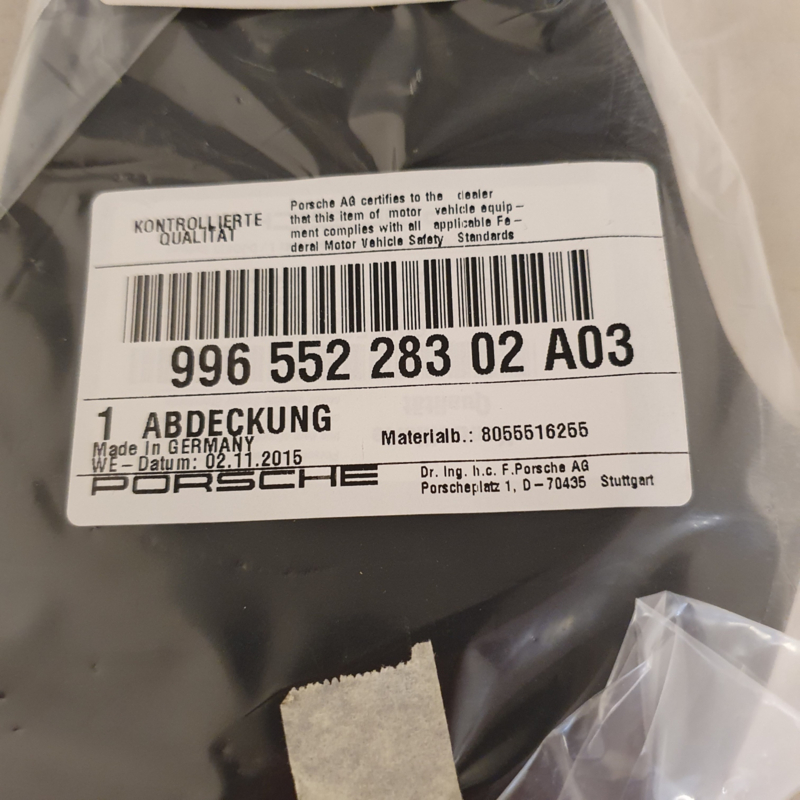 KONTROLLIERTE
QUALITÄT
Porsche AG certifies to the dealer
that this item of motor vehicle equip-
ment complies with all applicable Fe-
deral Motor Vehicle Safety Standards
996 552 283 02 A03
1 ABDECKUNG
Made in GERMANY
WE-Datum: 02.11.2015
Materialb.: 8055516255
PORSCHE
Dr. Ing. h.c. F.Porsche AG
Porscheplatz 1, D-70435 Stuttgart